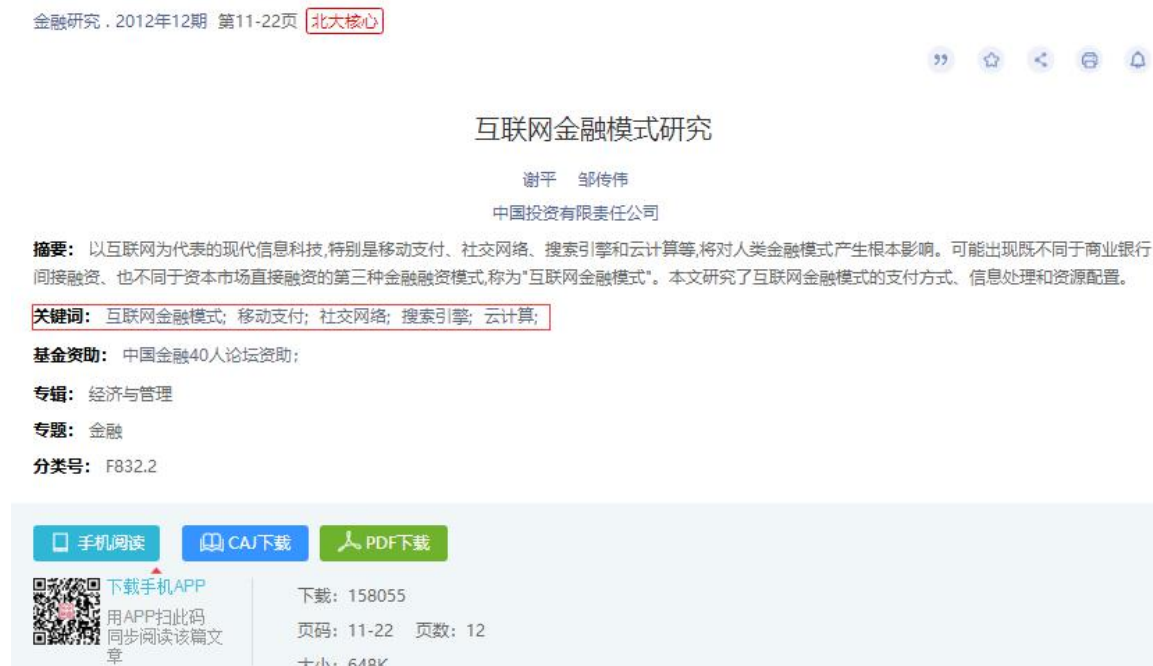 金融研究 . 2012年12期 第11-22页 北大核心
互联网金融模式研究
谢平 邹传伟
中国投资有限责任公司
摘要： 以互联网为代表的现代信息科技,特别是移动支付、社交网络、搜索引擎和云计算等,将对人类金融模式产生根本影响。可能出现既不同于商业银行
间接融资、也不同于资本市场直接融资的第三种金融融资模式,称为"互联网金融模式"。本文研究了互联网金融模式的支付方式、信息处理和资源配置。
关键词： 互联网金融模式; 移动支付; 社交网络; 搜索引擎; 云计算;
基金资助： 中国金融40人论坛资助;
专辑： 经济与管理
专题： 金融
分类号： F832.2
手机阅读 CAJ下载 PDF下载
下载手机APP
用APP扫此码
同步阅读该篇文
章
下载：158055
页码：11-22 页数：12
大小：648K